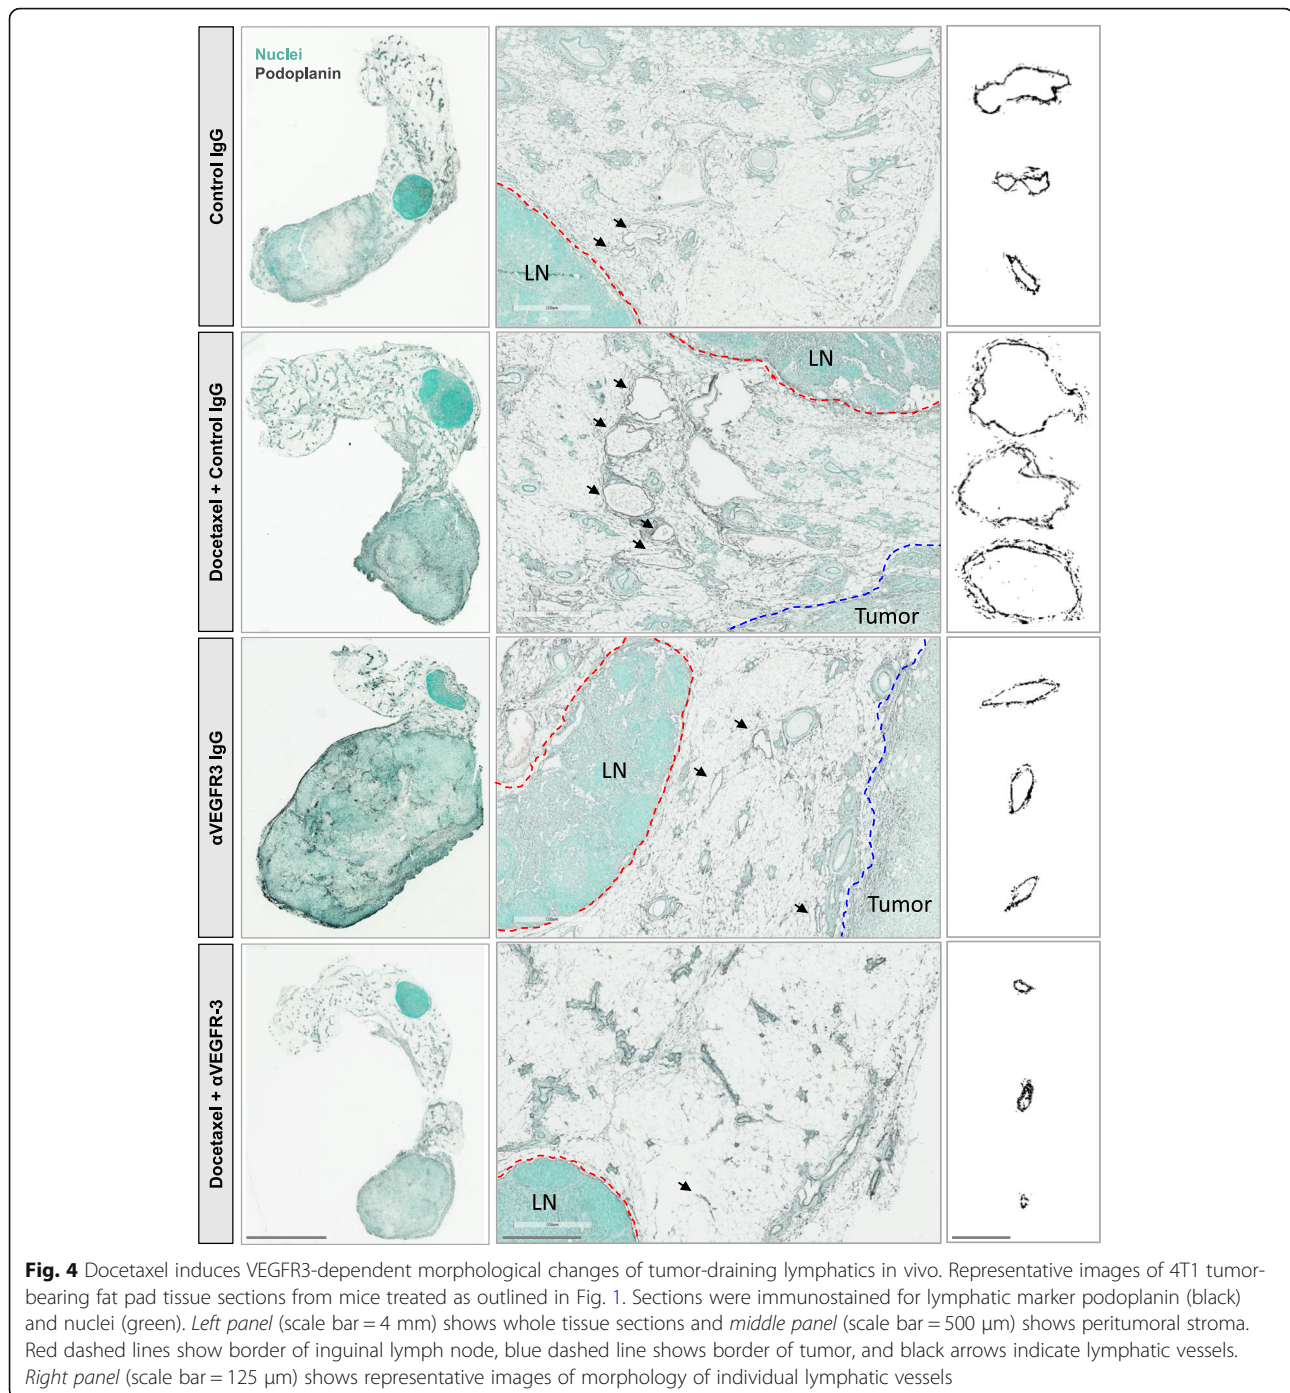 Control IgG
Nuclei
Podoplanin
LN
Docetaxel + Control IgG
LN
Tumor
αVEGFR3 IgG
LN
Tumor
Docetaxel + αVEGFR-3
LN
Fig. 4 Docetaxel induces VEGFR3-dependent morphological changes of tumor-draining lymphatics in vivo. Representative images of 4T1 tumor-
bearing fat pad tissue sections from mice treated as outlined in Fig. 1. Sections were immunostained for lymphatic marker podoplanin (black)
and nuclei (green). Left panel (scale bar = 4 mm) shows whole tissue sections and middle panel (scale bar = 500 μm) shows peritumoral stroma.
Red dashed lines show border of inguinal lymph node, blue dashed line shows border of tumor, and black arrows indicate lymphatic vessels.
Right panel (scale bar = 125 μm) shows representative images of morphology of individual lymphatic vessels